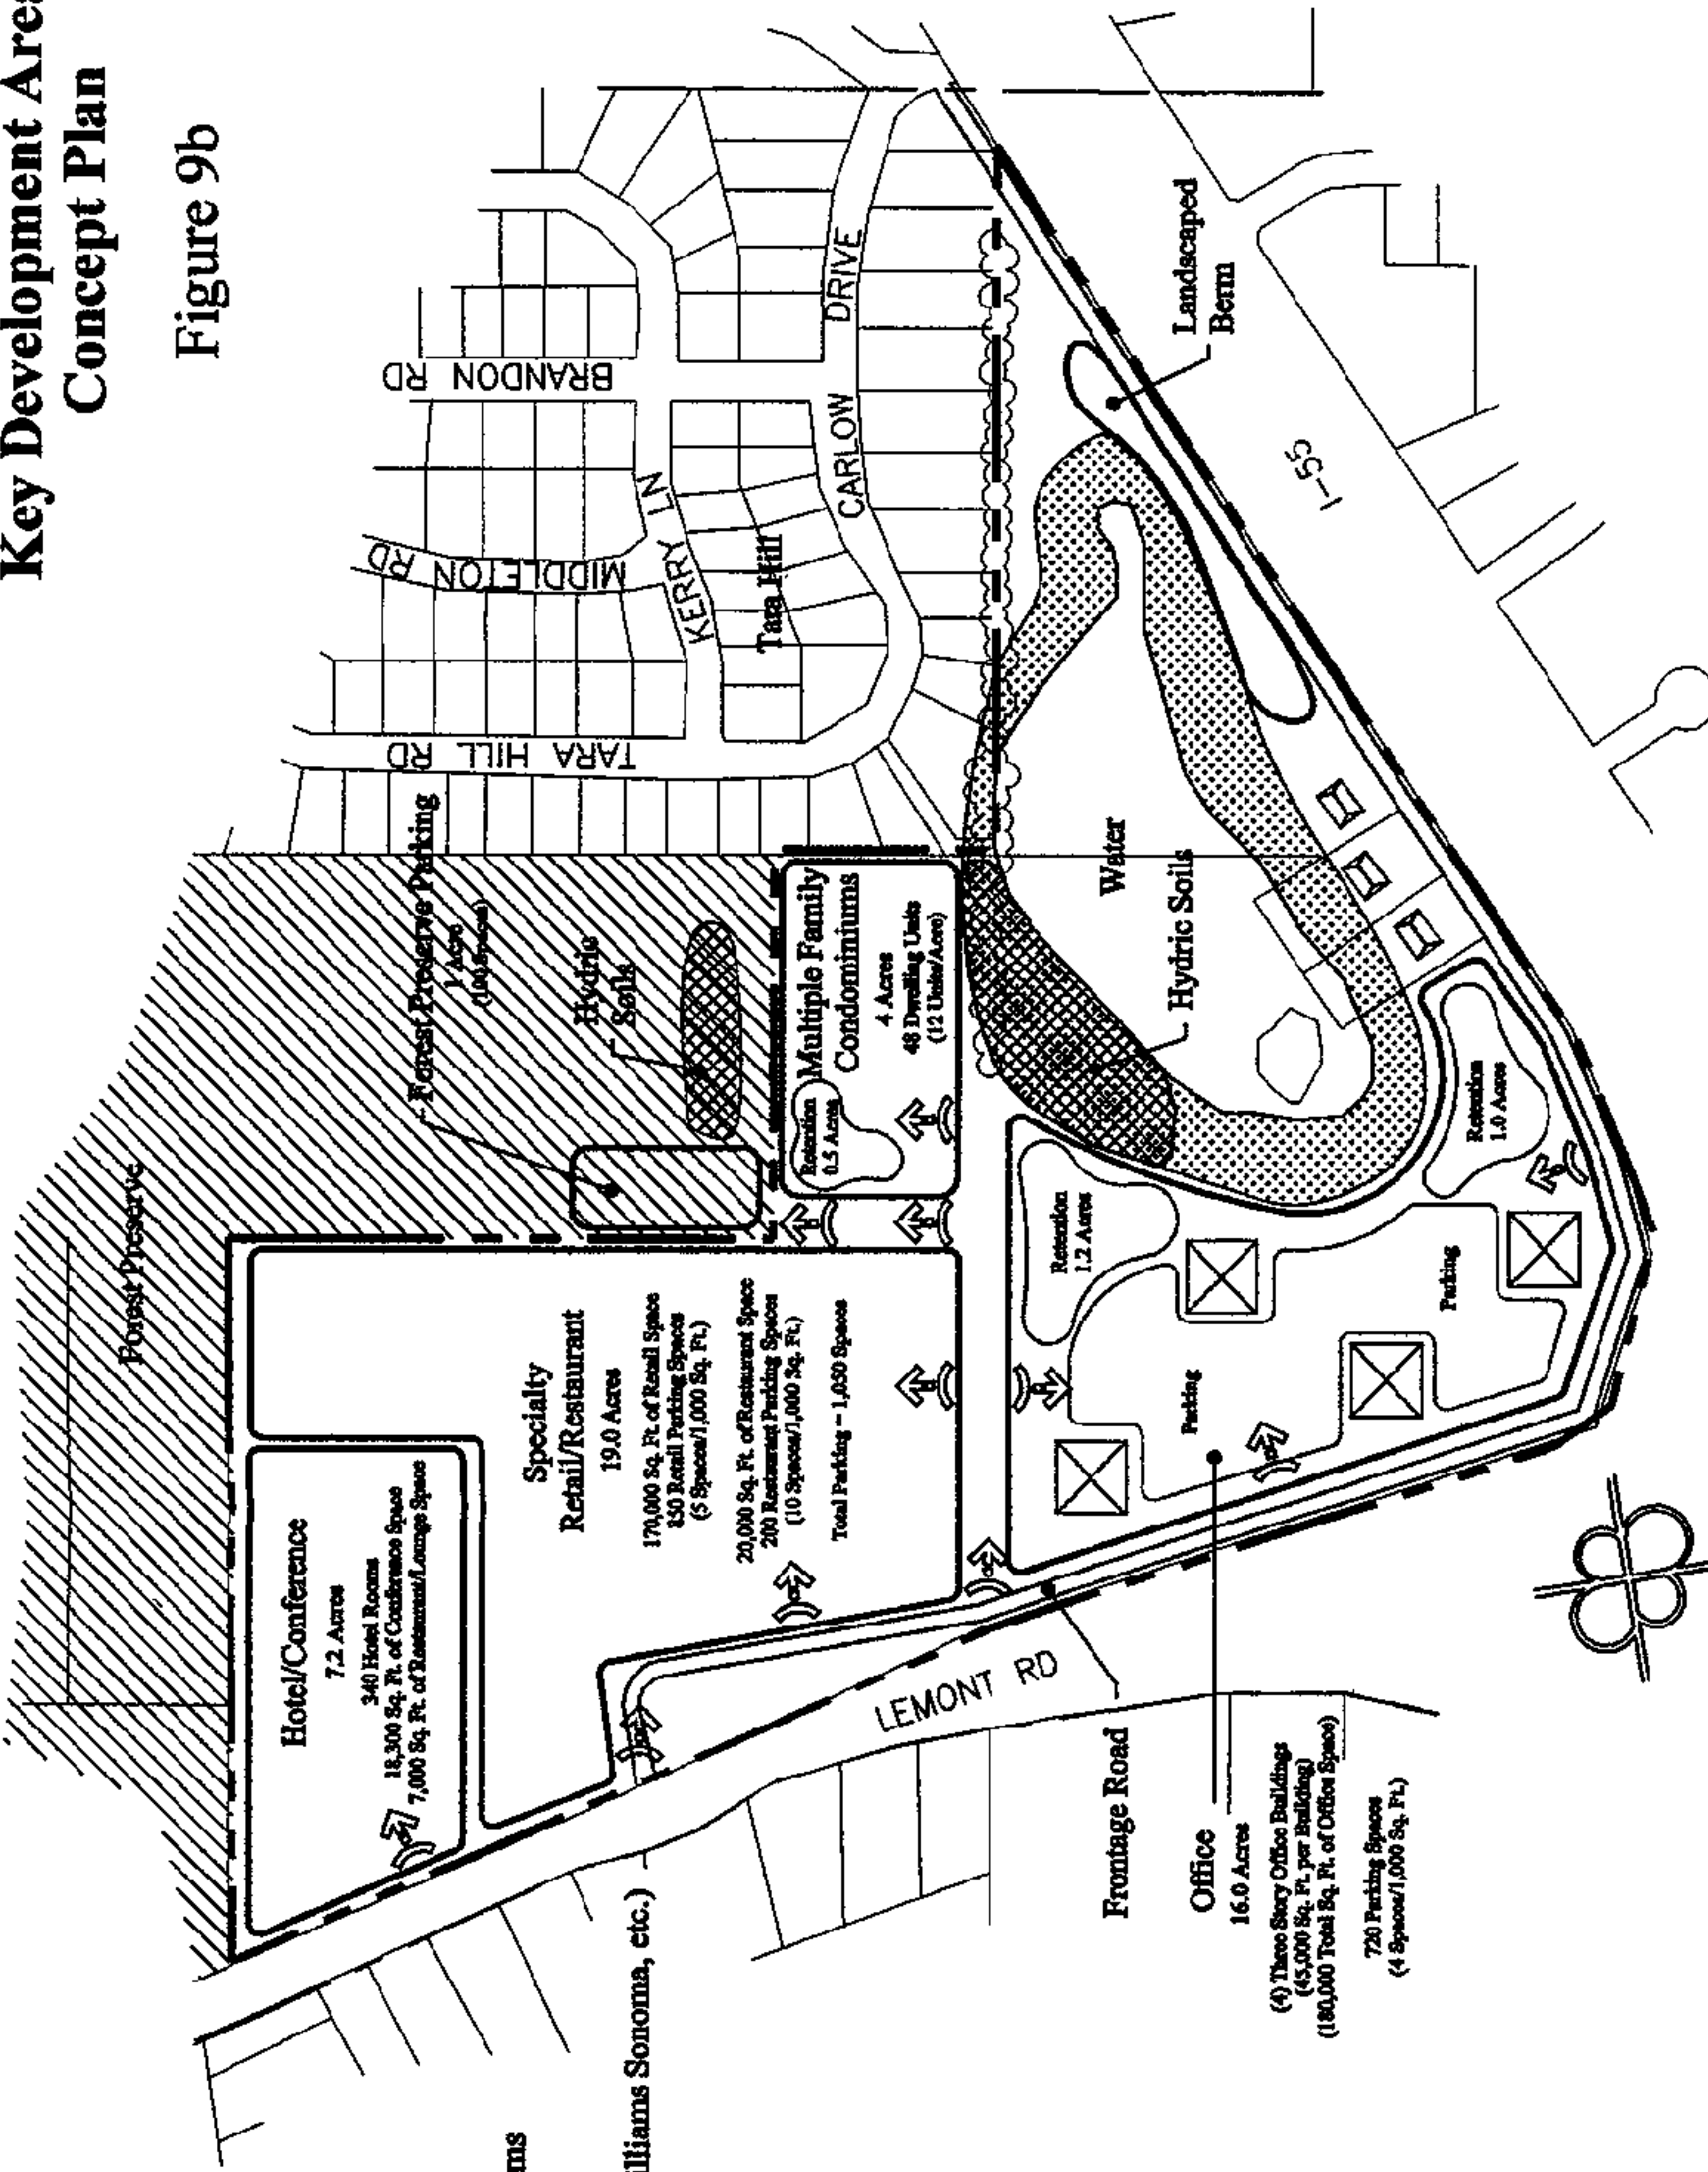 Key Development Area
Concept Plan
Figure 9b
Forest Preserve
Forest Preserve Parking
1 Acre
(100 Spaces)
Hydric
Soils
TARA HILL RD
MIDDLETON RD
BRANDON RD
KERRY LN
Tara Hill
CARLOW DRIVE
Hotel/Conference
7.2 Acres
340 Hotel Rooms
18,300 Sq. Ft. of Conference Space
7,000 Sq. Ft. of Restaurant/Lounge Space
Specialty
Retail/Restaurant
19.0 Acres
170,000 Sq. Ft. of Retail Space
850 Retail Parking Spaces
(5 Spaces/1,000 Sq. Ft.)
20,000 Sq. Ft. of Restaurant Space
200 Restaurant Parking Spaces
(10 Spaces/1,000 Sq. Ft.)
Total Parking - 1,050 Spaces
Multiple Family
Condominiums
4 Acres
48 Dwelling Units
(12 Units/Acre)
Retention
0.5 Acres
Water
Hydric Soils
Landscaped
Berm
I-55
Retention
1.2 Acres
Retention
1.0 Acres
Parking
Parking
LEMONT RD
Frontage Road
Office
16.0 Acres
(4) Three Story Office Buildings
(45,000 Sq. Ft. per Building)
(180,000 Total Sq. Ft. of Office Space)
720 Parking Spaces
(4 Spaces/1,000 Sq. Ft.)
ms
illiams Sonoma, etc.)